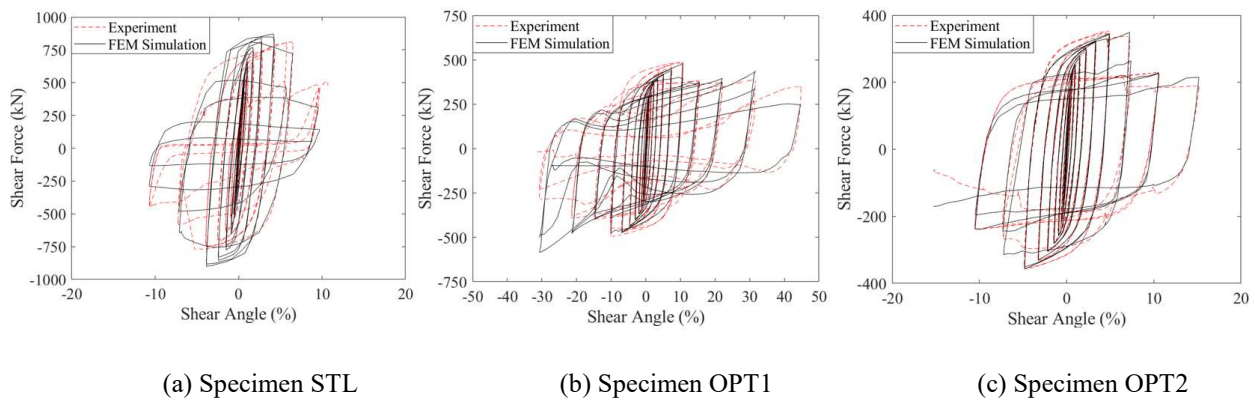 Experiment
FEM Simulation
1000
750
500
250
0
-250
-500
-750
-1000
-20
-10
0
10
20
Shear Force (kN)
Shear Angle (%)
(a) Specimen STL
Experiment
FEM Simulation
750
500
250
0
-250
-500
-750
-50
-40
-30
-20
-10
0
10
20
30
40
50
Shear Force (kN)
Shear Angle (%)
(b) Specimen OPT1
Experiment
FEM Simulation
400
200
0
-200
-400
-20
-10
0
10
20
Shear Force (kN)
Shear Angle (%)
(c) Specimen OPT2